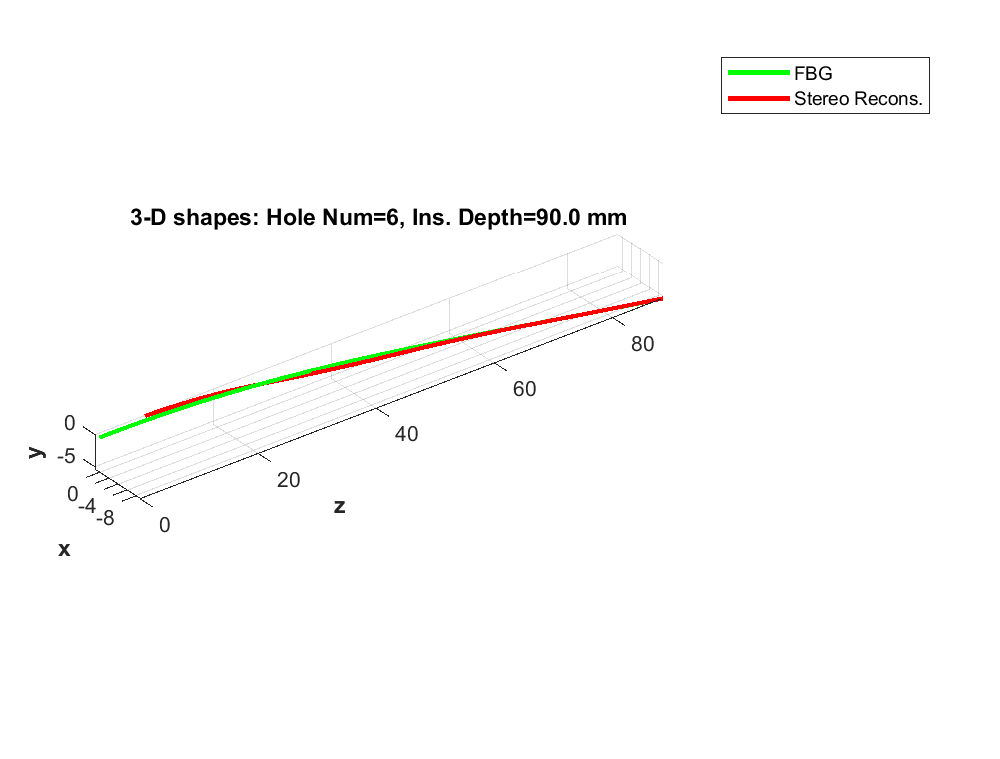 FBG
Stereo Recons.
3-D shapes: Hole Num=6, Ins. Depth=90.0 mm
80
60
40
20
0
z
0
-5
y
0
-4
-8
x